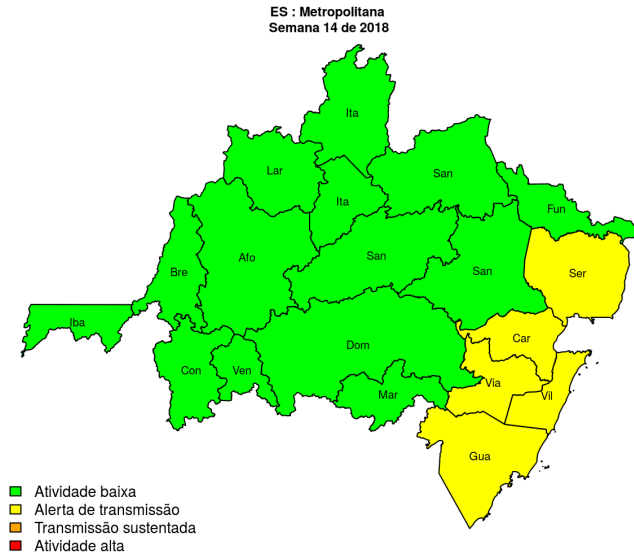 ES : Metropolitana
Semana 14 de 2018
Ita
Lar
San
Ita
Fun
Afo
San
San
Bre
Ser
Iba
Car
Dom
Con
Ven
Via
Mar
Vil
Gua
Atividade baixa
Alerta de transmissão
Transmissão sustentada
Atividade alta